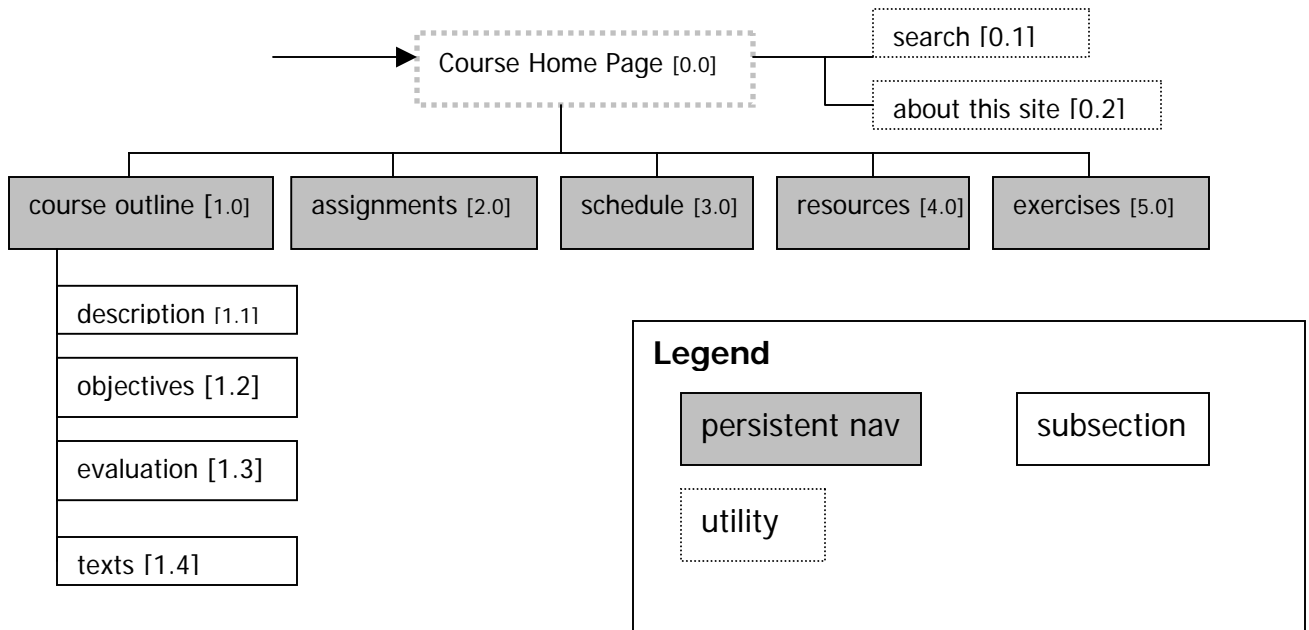 search [0.1]
Course Home Page [0.0]
about this site [0.2]
course outline [1.0]
assignments [2.0]
schedule [3.0]
resources [4.0]
exercises [5.0]
description [1.1]
objectives [1.2]
evaluation [1.3]
texts [1.4]
Legend
persistent nav
subsection
utility